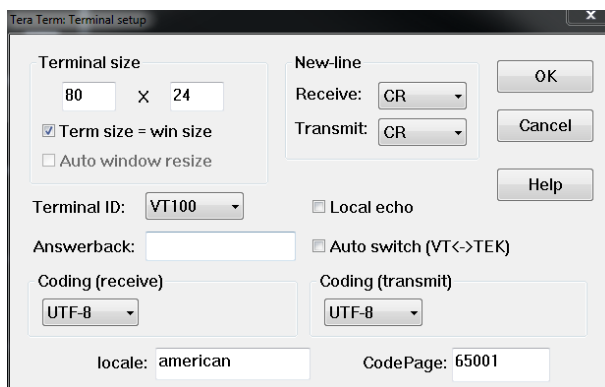 Tera Term: Terminal setup
x
Terminal size
80 X 24
Term size = win size
Auto window resize
New-line
Receive: CR
Transmit: CR
OK
Cancel
Help
Terminal ID: VT100
Local echo
Answerback:
Auto switch (VT<->TEK)
Coding (receive)
UTF-8
Coding (transmit)
UTF-8
locale: american
CodePage: 65001